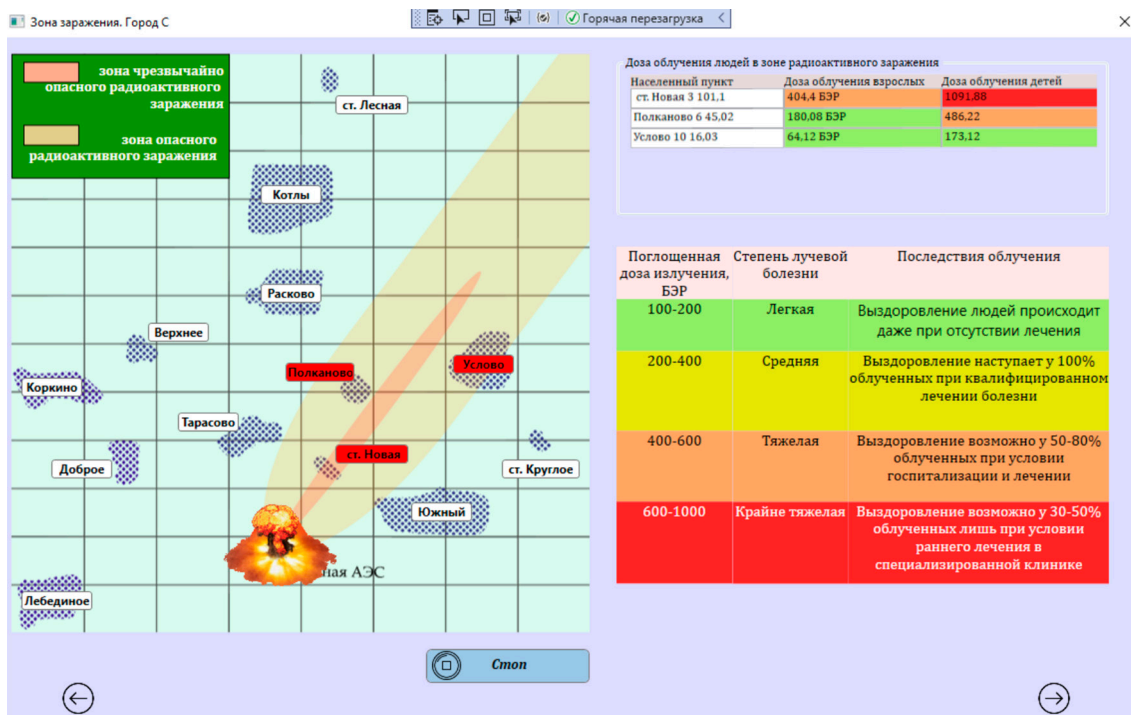 Зона заражения. Город С
Горячая перезагрузка
зона чрезвычайно
опасного радиоактивного
заражения
зона опасного
радиоактивного заражения
ст. Лесная
Котлы
Расково
Верхнее
Полканово
Услово
Коркино
Тарасово
ст. Новая
Доброе
ст. Круглое
Южный
ная АЭС
Лебединое
Стоп
Доза облучения людей в зоне радиоактивного заражения
Населенный пункт Доза облучения взрослых Доза облучения детей
ст. Новая 3 101,1 404,4 БЭР 1091,88
Полканово 6 45,02 180,08 БЭР 486,22
Услово 10 16,03 64,12 БЭР 173,12
Поглощенная Степень лучевой Последствия облучения
доза излучения, болезни
БЭР
100-200 Легкая Выздоровление людей происходит
даже при отсутствии лечения
200-400 Средняя Выздоровление наступает у 100%
облученных при квалифицированном
лечении болезни
400-600 Тяжелая Выздоровление возможно у 50-80%
облученных при условии
госпитализации и лечении
600-1000 Крайне тяжелая Выздоровление возможно у 30-50%
облученных лишь при условии
раннего лечения в
специализированной клинике